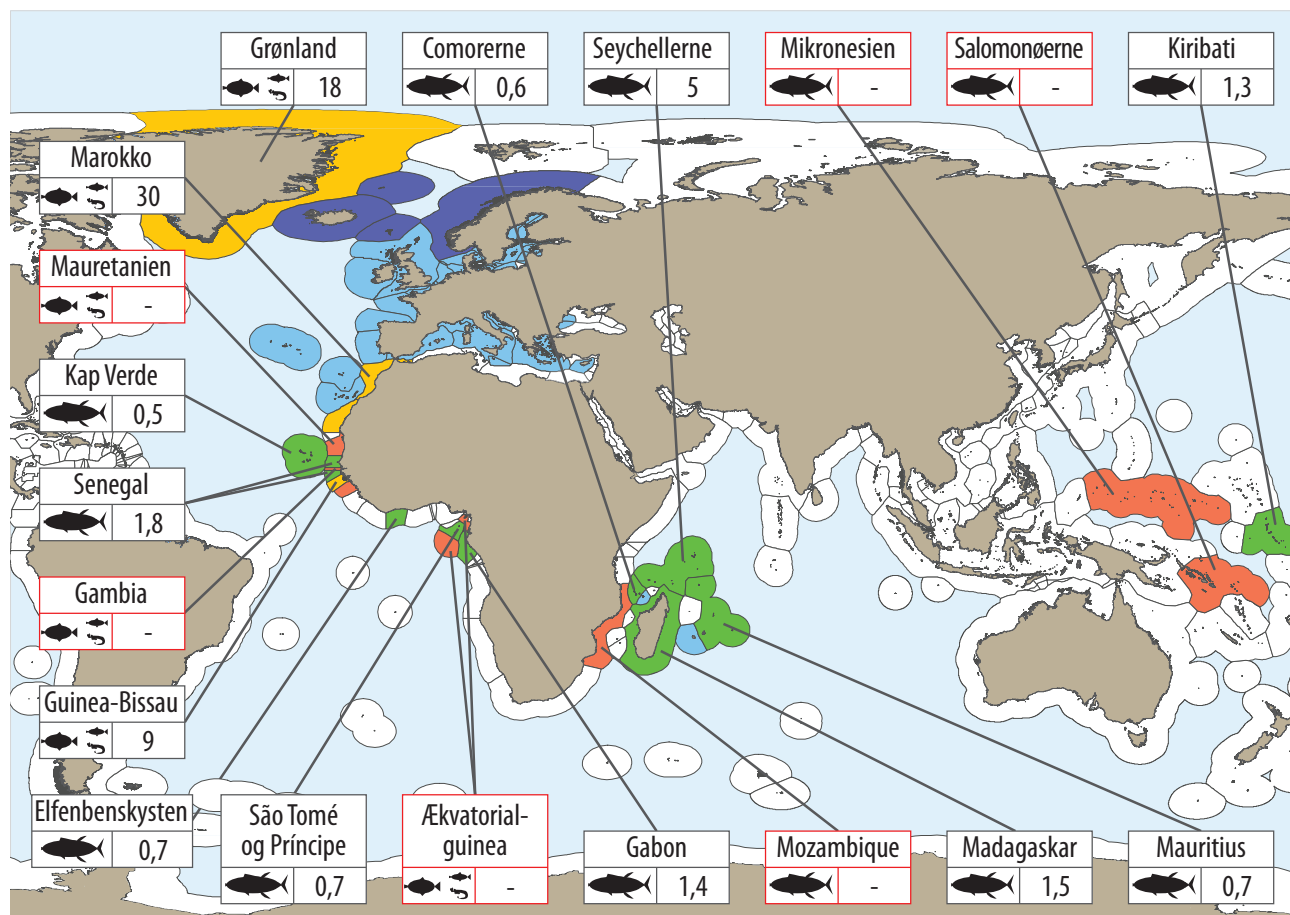 Grønland
18
Comorerne
0,6
Seychellerne
5
Mikronesien
-
Salomonøerne
-
Kiribati
1,3
Marokko
30
Mauretanien
-
Kap Verde
0,5
Senegal
1,8
Gambia
-
Guinea-Bissau
9
Elfenbenskysten
0,7
São Tomé
og Príncipe
0,7
Ækvatorial-
guinea
-
Gabon
1,4
Mozambique
-
Madagaskar
1,5
Mauritius
0,7